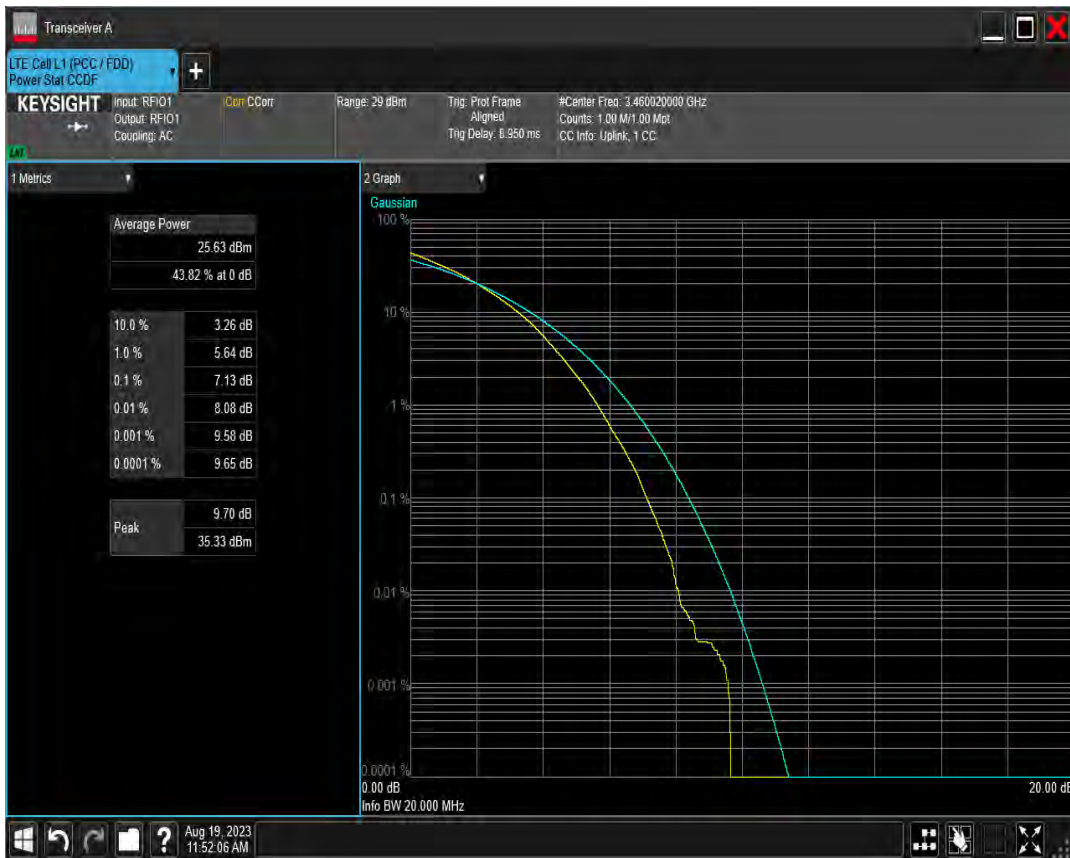 Transceiver A
LTE Cell L1 (PCC / FDD)
Power Stat CCDF
+
KEYSIGHT
Input: RFIO1
Output: RFIO1
Coupling: AC
Corr CCorr
Range: 29 dBm
Trig: Prot Frame
Aligned
Trig Delay: 8.950 ms
#Center Freq: 3.460020000 GHz
Counts: 1.00 M/1.00 Mpt
CC Info: Uplink, 1 CC
1 Metrics
Average Power
25.63 dBm
43.82 % at 0 dB
10.0 % 3.26 dB
1.0 % 5.64 dB
0.1 % 7.13 dB
0.01 % 8.08 dB
0.001 % 9.58 dB
0.0001 % 9.65 dB
Peak
9.70 dB
35.33 dBm
2 Graph
Gaussian
100 %
10 %
1 %
0.1 %
0.01 %
0.001 %
0.0001 %
0.00 dB
20.00 dB
Info BW 20.000 MHz
?
Aug 19, 2023
11:52:06 AM